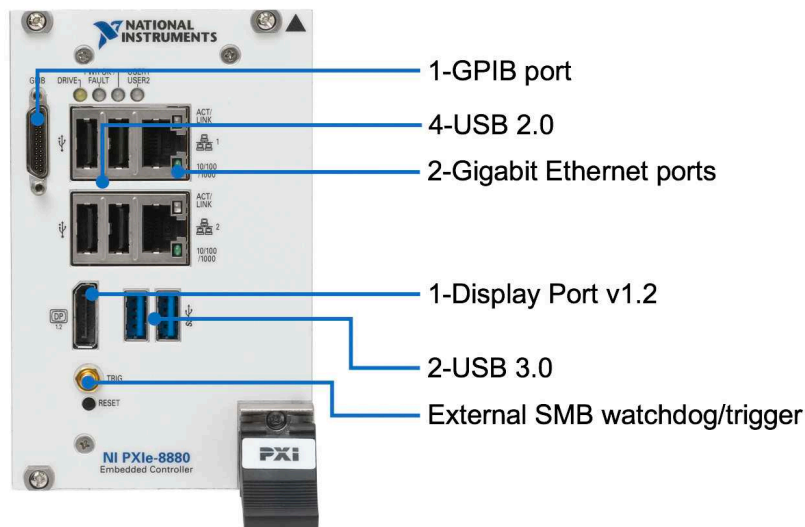 NATIONAL
INSTRUMENTS
GPIB
DRIVE
PWR OK
FAULT
USER1
USER2
ACT/
LINK
1
10/100
/1000
ACT/
LINK
2
10/100
/1000
DP
1.2
TRIG
RESET
NI PXIe-8880
Embedded Controller
PXI
1-GPIB port
4-USB 2.0
2-Gigabit Ethernet ports
1-Display Port v1.2
2-USB 3.0
External SMB watchdog/trigger